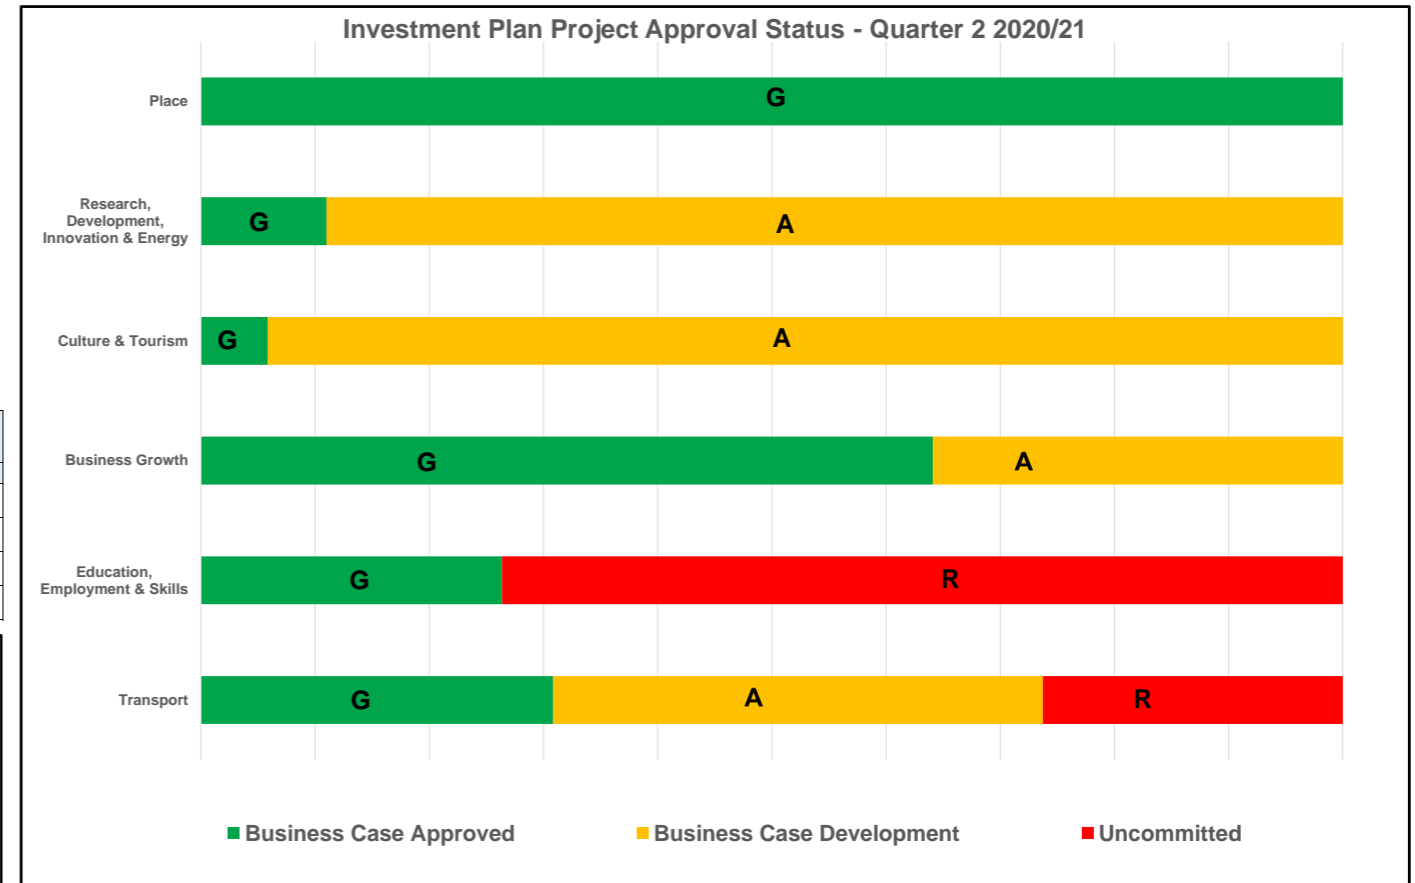 Investment Plan Project Approval Status - Quarter 2 2020/21
Place
G
Research,
Development,
Innovation & Energy
G
A
Culture & Tourism
G
A
Business Growth
G
A
Education,
Employment & Skills
G
R
Transport
G
A
R
Business Case Approved
Business Case Development
Uncommitted